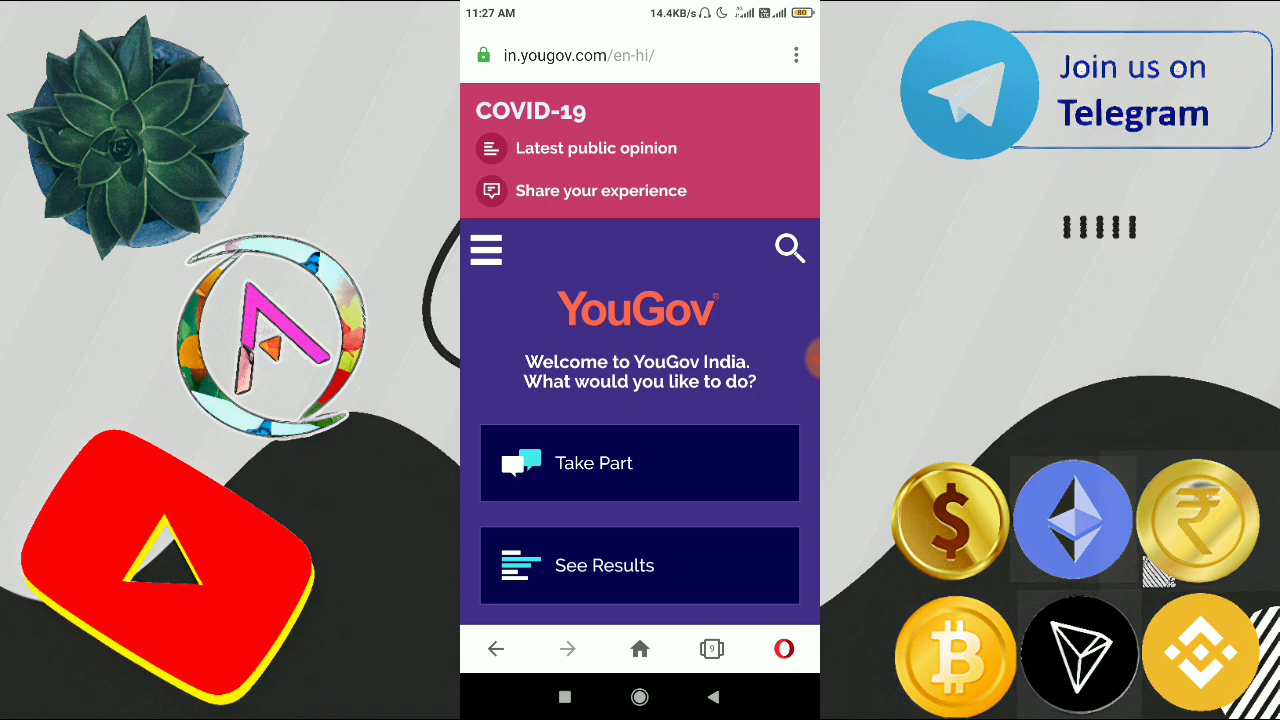 11:27 AM
14.4KB/s
80
in.yougov.com/en-hi/
COVID-19
Latest public opinion
Share your experience
YouGov®
Welcome to YouGov India.
What would you like to do?
Take Part
See Results
9
Join us on
Telegram